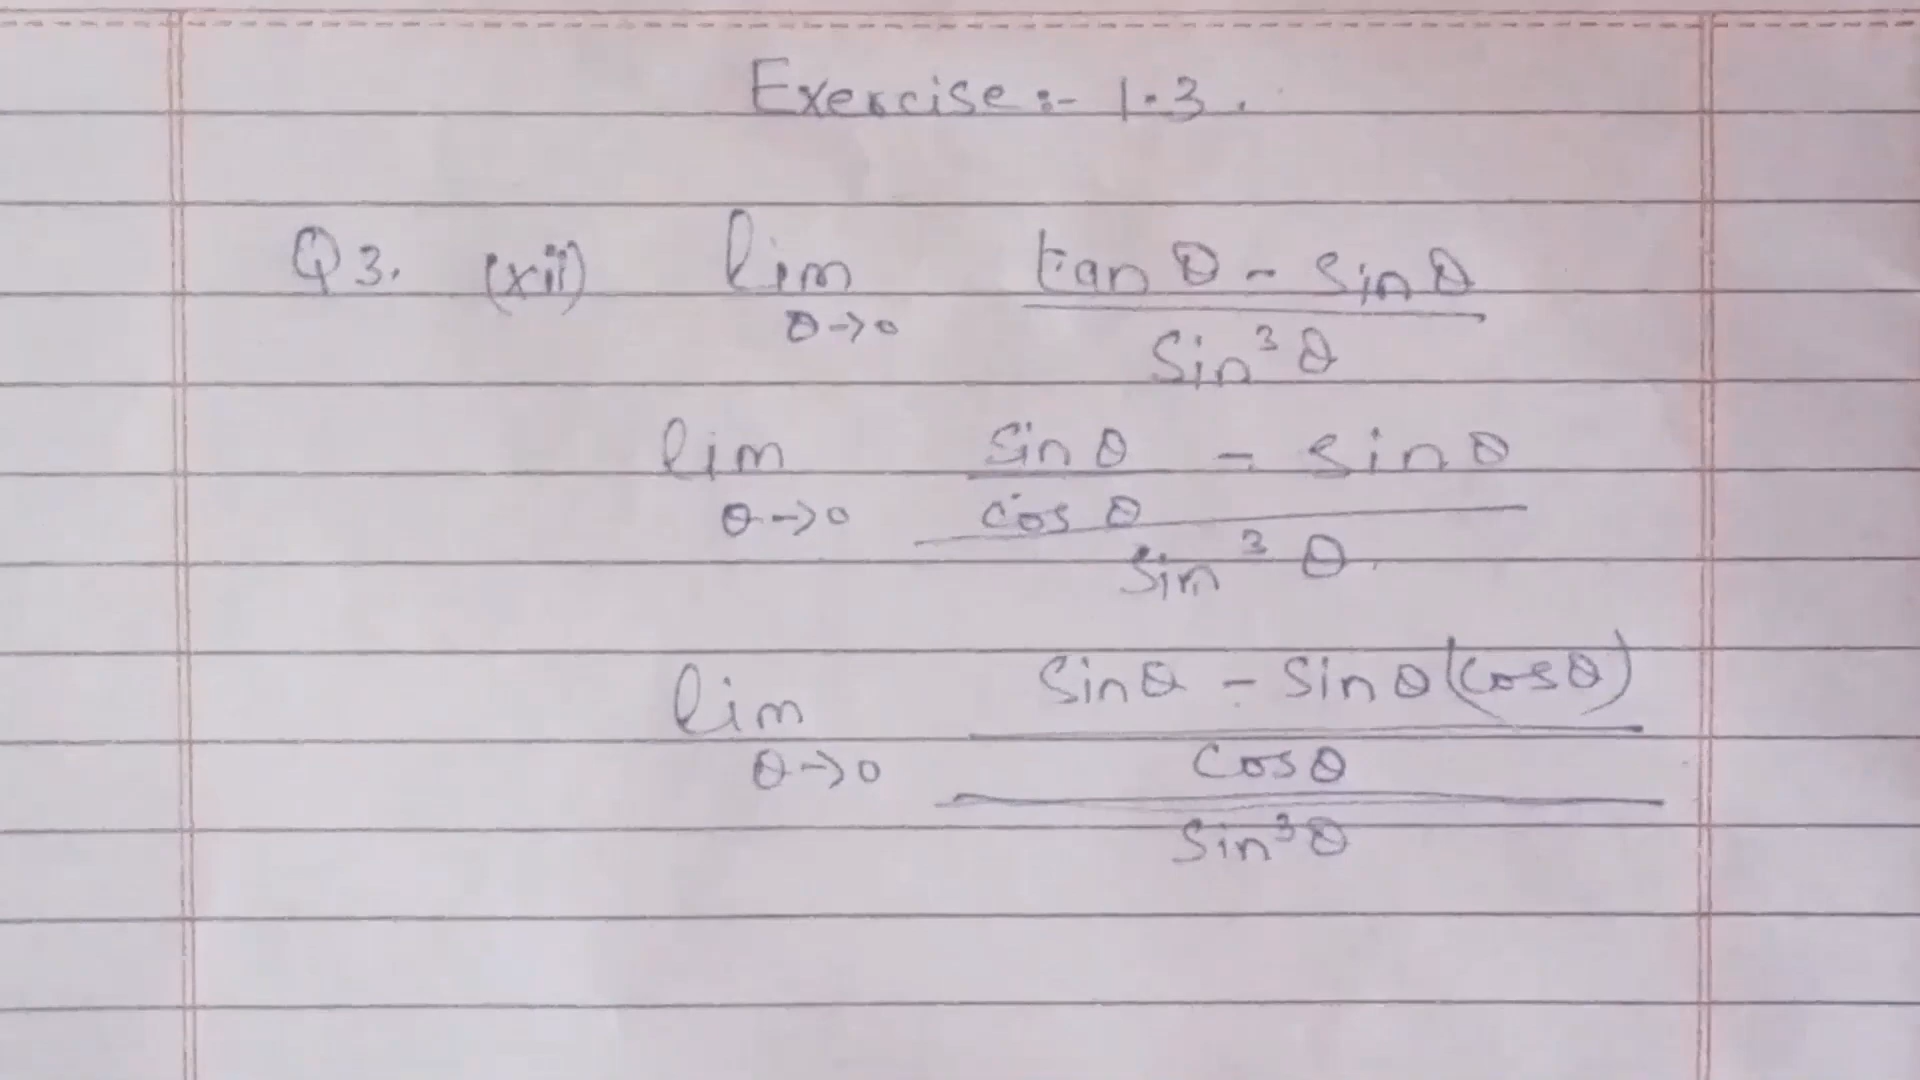 Exercise:- 1.3.
Q3. (xii) lim θ→0 (tan θ - sin θ) / (Sin³ θ)
lim θ→0 (sin θ / cos θ - sin θ) / (sin³ θ)
lim θ→0 ((Sin θ - Sin θ (cos θ)) / cos θ) / (Sin³ θ)